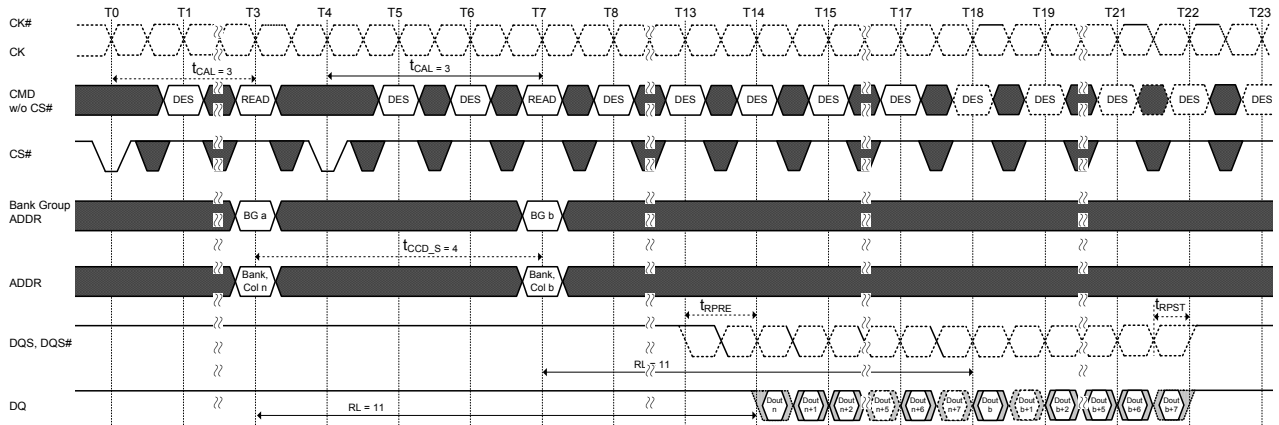 T0 T1 T3 T4 T5 T6 T7 T8 T13 T14 T15 T17 T18 T19 T21 T22 T23
CK#
CK
tCAL = 3 tCAL = 3
CMD w/o CS# DES READ DES DES READ DES DES DES DES DES DES DES DES DES DES
CS#
Bank Group ADDR BG a BG b
tCCD_S = 4
ADDR Bank, Col n Bank, Col b
tRPRE tRPST
DQS, DQS#
RL = 11
DQ RL = 11 Dout n Dout n+1 Dout n+2 Dout n+5 Dout n+6 Dout n+7 Dout b Dout b+1 Dout b+2 Dout b+5 Dout b+6 Dout b+7